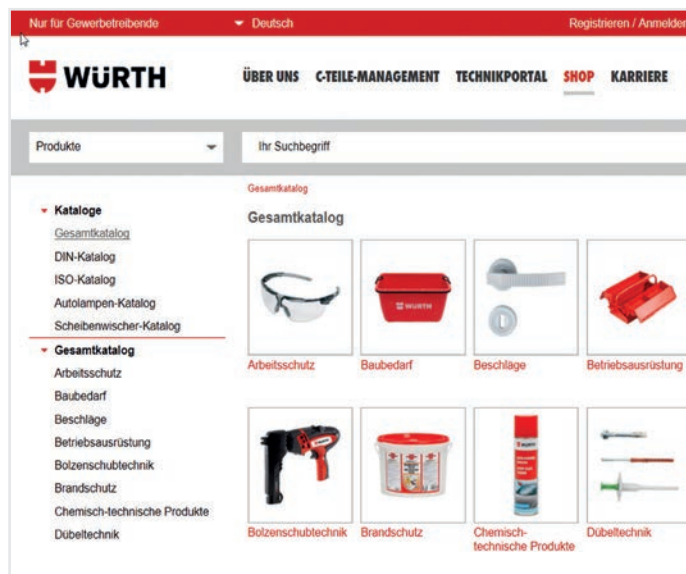 Nur für Gewerbetreibende Deutsch Registrieren / Anmelden
WÜRTH ÜBER UNS C-TEILE-MANAGEMENT TECHNIKPORTAL SHOP KARRIERE
Produkte Ihr Suchbegriff
Gesamtkatalog
Kataloge
Gesamtkatalog
DIN-Katalog
ISO-Katalog
Autolampen-Katalog
Scheibenwischer-Katalog
Gesamtkatalog
Arbeitsschutz
Baubedarf
Beschläge
Betriebsausrüstung
Bolzenschubtechnik
Brandschutz
Chemisch-technische Produkte
Dübeltechnik
Gesamtkatalog
WÜRTH
Arbeitsschutz Baubedarf Beschläge Betriebsausrüstung
Bolzenschubtechnik Brandschutz Chemisch- Dübeltechnik
technische Produkte